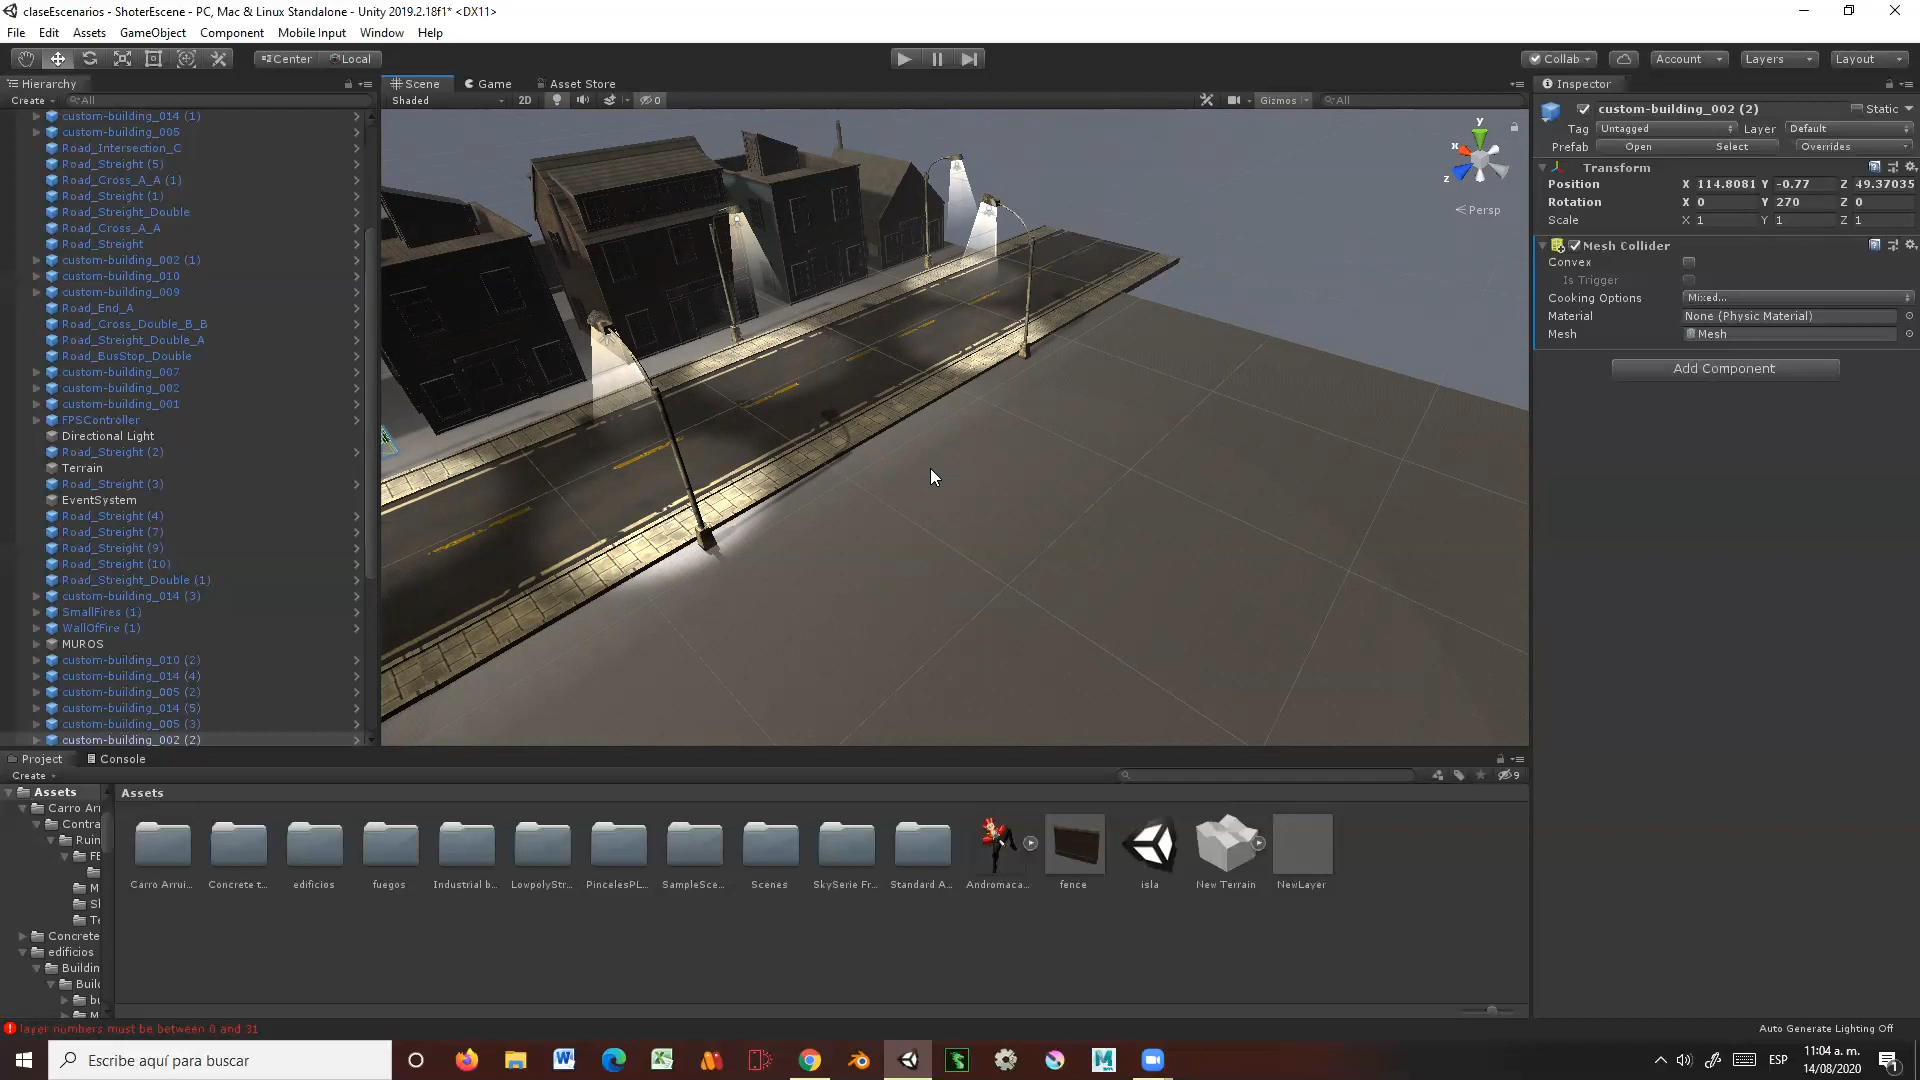 claseEscenarios - ShoterEscene - PC, Mac & Linux Standalone - Unity 2019.2.18f1* <DX11>
File Edit Assets GameObject Component Mobile Input Window Help
Center Local Collab Account Layers Layout
Hierarchy
Create All
custom-building_014 (1)
custom-building_005
Road_Intersection_C
Road_Streight (5)
Road_Cross_A_A (1)
Road_Streight (1)
Road_Streight_Double
Road_Cross_A_A
Road_Streight
custom-building_002 (1)
custom-building_010
custom-building_009
Road_End_A
Road_Cross_Double_B_B
Road_Streight_Double_A
Road_BusStop_Double
custom-building_007
custom-building_002
custom-building_001
FPSController
Directional Light
Road_Streight (2)
Terrain
Road_Streight (3)
EventSystem
Road_Streight (4)
Road_Streight (7)
Road_Streight (9)
Road_Streight (10)
Road_Streight_Double (1)
custom-building_014 (3)
SmallFires (1)
WallOfFire (1)
MUROS
custom-building_010 (2)
custom-building_014 (4)
custom-building_005 (2)
custom-building_014 (5)
custom-building_005 (3)
custom-building_002 (2)
Scene Game Asset Store
Shaded 2D 0 Gizmos All
y
x
z
Persp
Inspector
custom-building_002 (2) Static
Tag Untagged Layer Default
Prefab Open Select Overrides
Transform
Position X 114.8081 Y -0.77 Z 49.37035
Rotation X 0 Y 270 Z 0
Scale X 1 Y 1 Z 1
Mesh Collider
Convex
Is Trigger
Cooking Options Mixed...
Material None (Physic Material)
Mesh Mesh
Add Component
Project Console
Create 9
Assets
Carro Arr
Contra
Ruin
FE
M
Sl
Te
Concrete
edificios
Buildin
Build
bu
M
Assets
Carro Arrui... Concrete t... edificios fuegos Industrial b... LowpolyStr... PincelesPL... SampleSce... Scenes SkySerie Fr... Standard A... Andromaca... fence isla New Terrain NewLayer
layer numbers must be between 0 and 31
Auto Generate Lighting Off
Escribe aquí para buscar
ESP
11:04 a. m.
14/08/2020
1